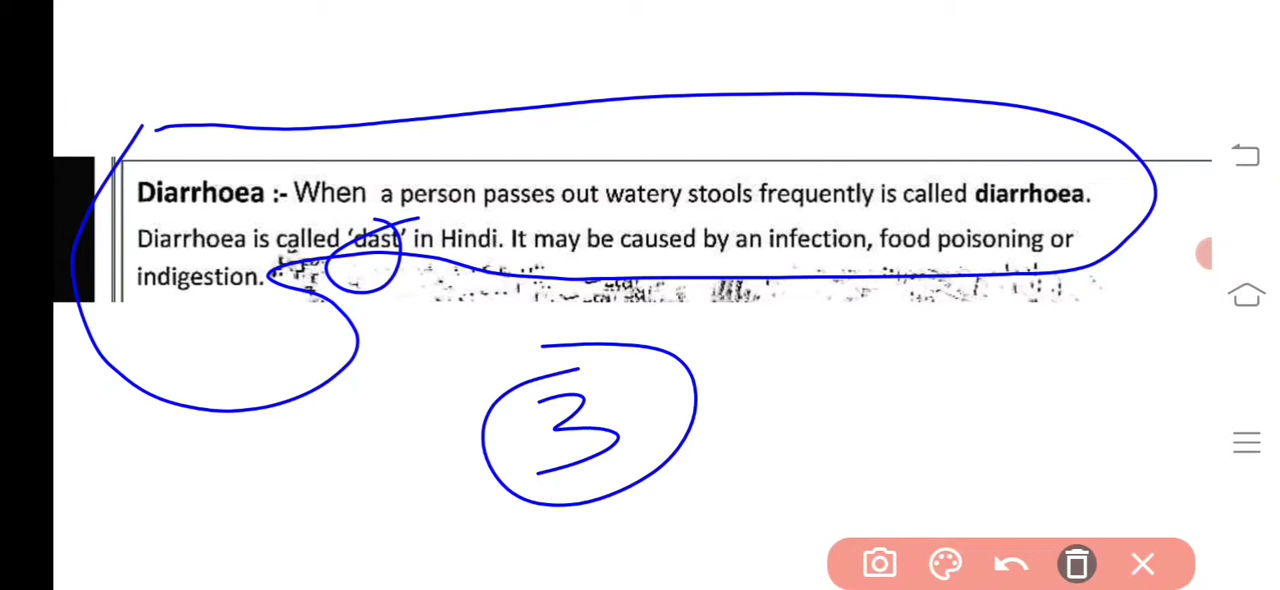 Diarrhoea :- When a person passes out watery stools frequently is called diarrhoea.
Diarrhoea is called ‘dast’ in Hindi. It may be caused by an infection, food poisoning or
indigestion.
3